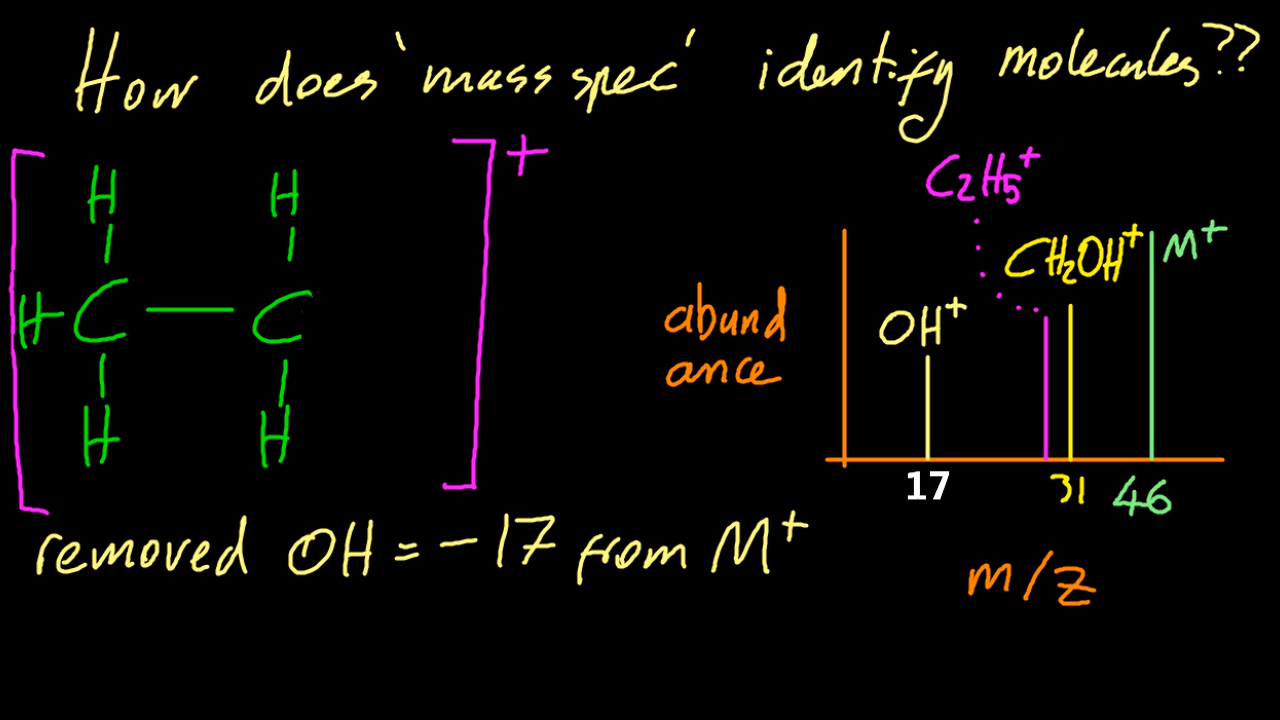 How does 'mass spec' identify molecules??
+
H H
H - C — C
H H
removed OH = -17 from M+
C2H5+
CH2OH+
M+
OH+
abund
ance
17
31
46
m/z